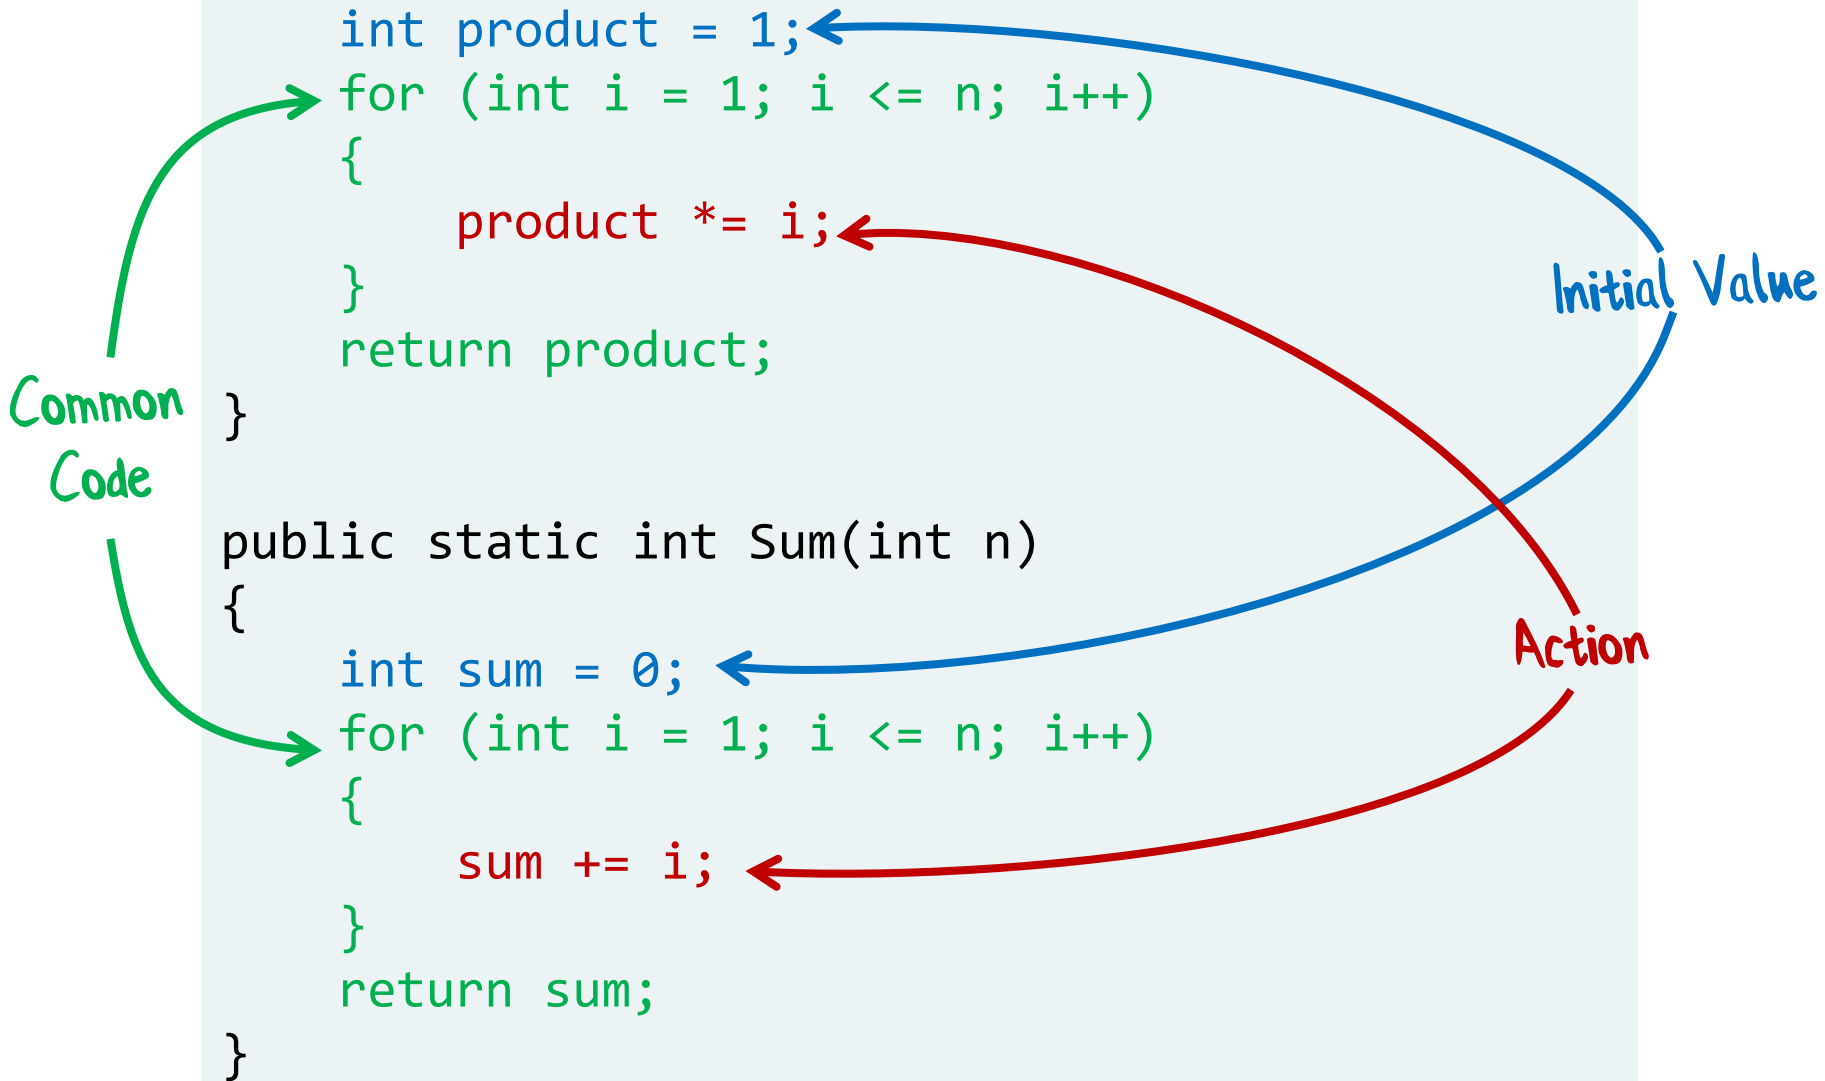 int product = 1;
for (int i = 1; i <= n; i++)
{
product *= i;
}
return product;
}
Initial Value
Common
Code
public static int Sum(int n)
{
int sum = 0;
Action
for (int i = 1; i <= n; i++)
{
sum += i;
}
return sum;
}